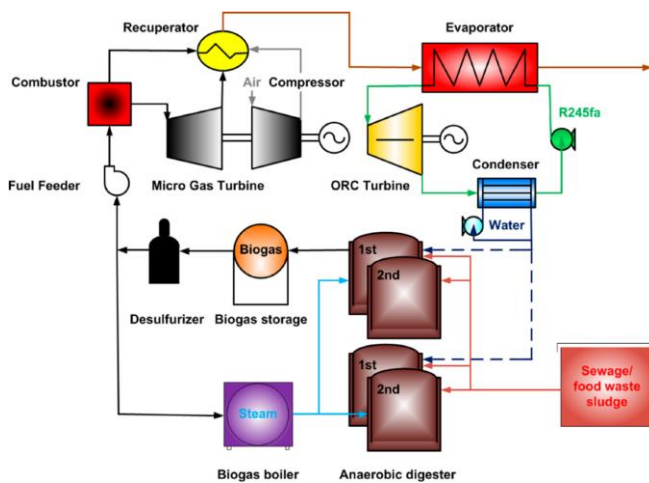 Recuperator
Evaporator
Combustor
Air
Compressor
R245fa
Fuel Feeder
Micro Gas Turbine
ORC Turbine
Condenser
Water
Biogas
1st
2nd
Desulfurizer
Biogas storage
1st
2nd
Sewage/
food waste
sludge
Steam
Biogas boiler
Anaerobic digester